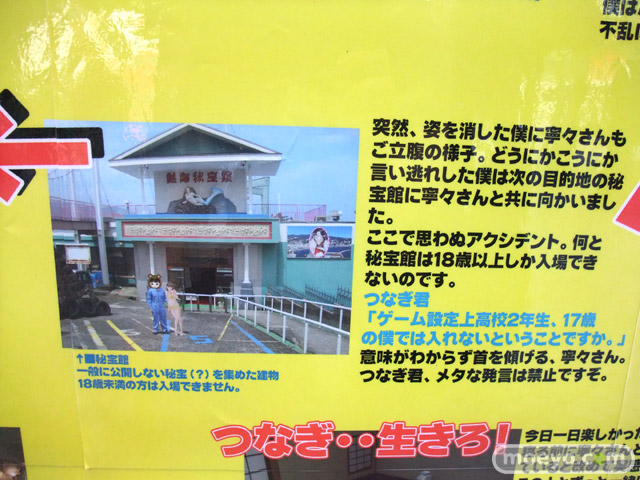 僕は
不乱に
突然、姿を消した僕に寧々さんも
ご立腹の様子。どうにかこうにか
言い逃れした僕は次の目的地の秘
宝館に寧々さんと共に向かいまし
た。
ここで思わぬアクシデント。何と
秘宝館は18歳以上しか入場でき
ないのです。
つなぎ君
「ゲーム設定上高校2年生、17歳
の僕では入れないということですか。」
意味がわからず首を傾げる、寧々さん。
つなぎ君、メタな発言は禁止ですぞ。
熱海秘宝館
↑■秘宝館
一般に公開しない秘宝(?)を集めた建物
18歳未満の方は入場できません。
つなぎ・・生きろ!
今日一日楽しかっ
moeyo.com